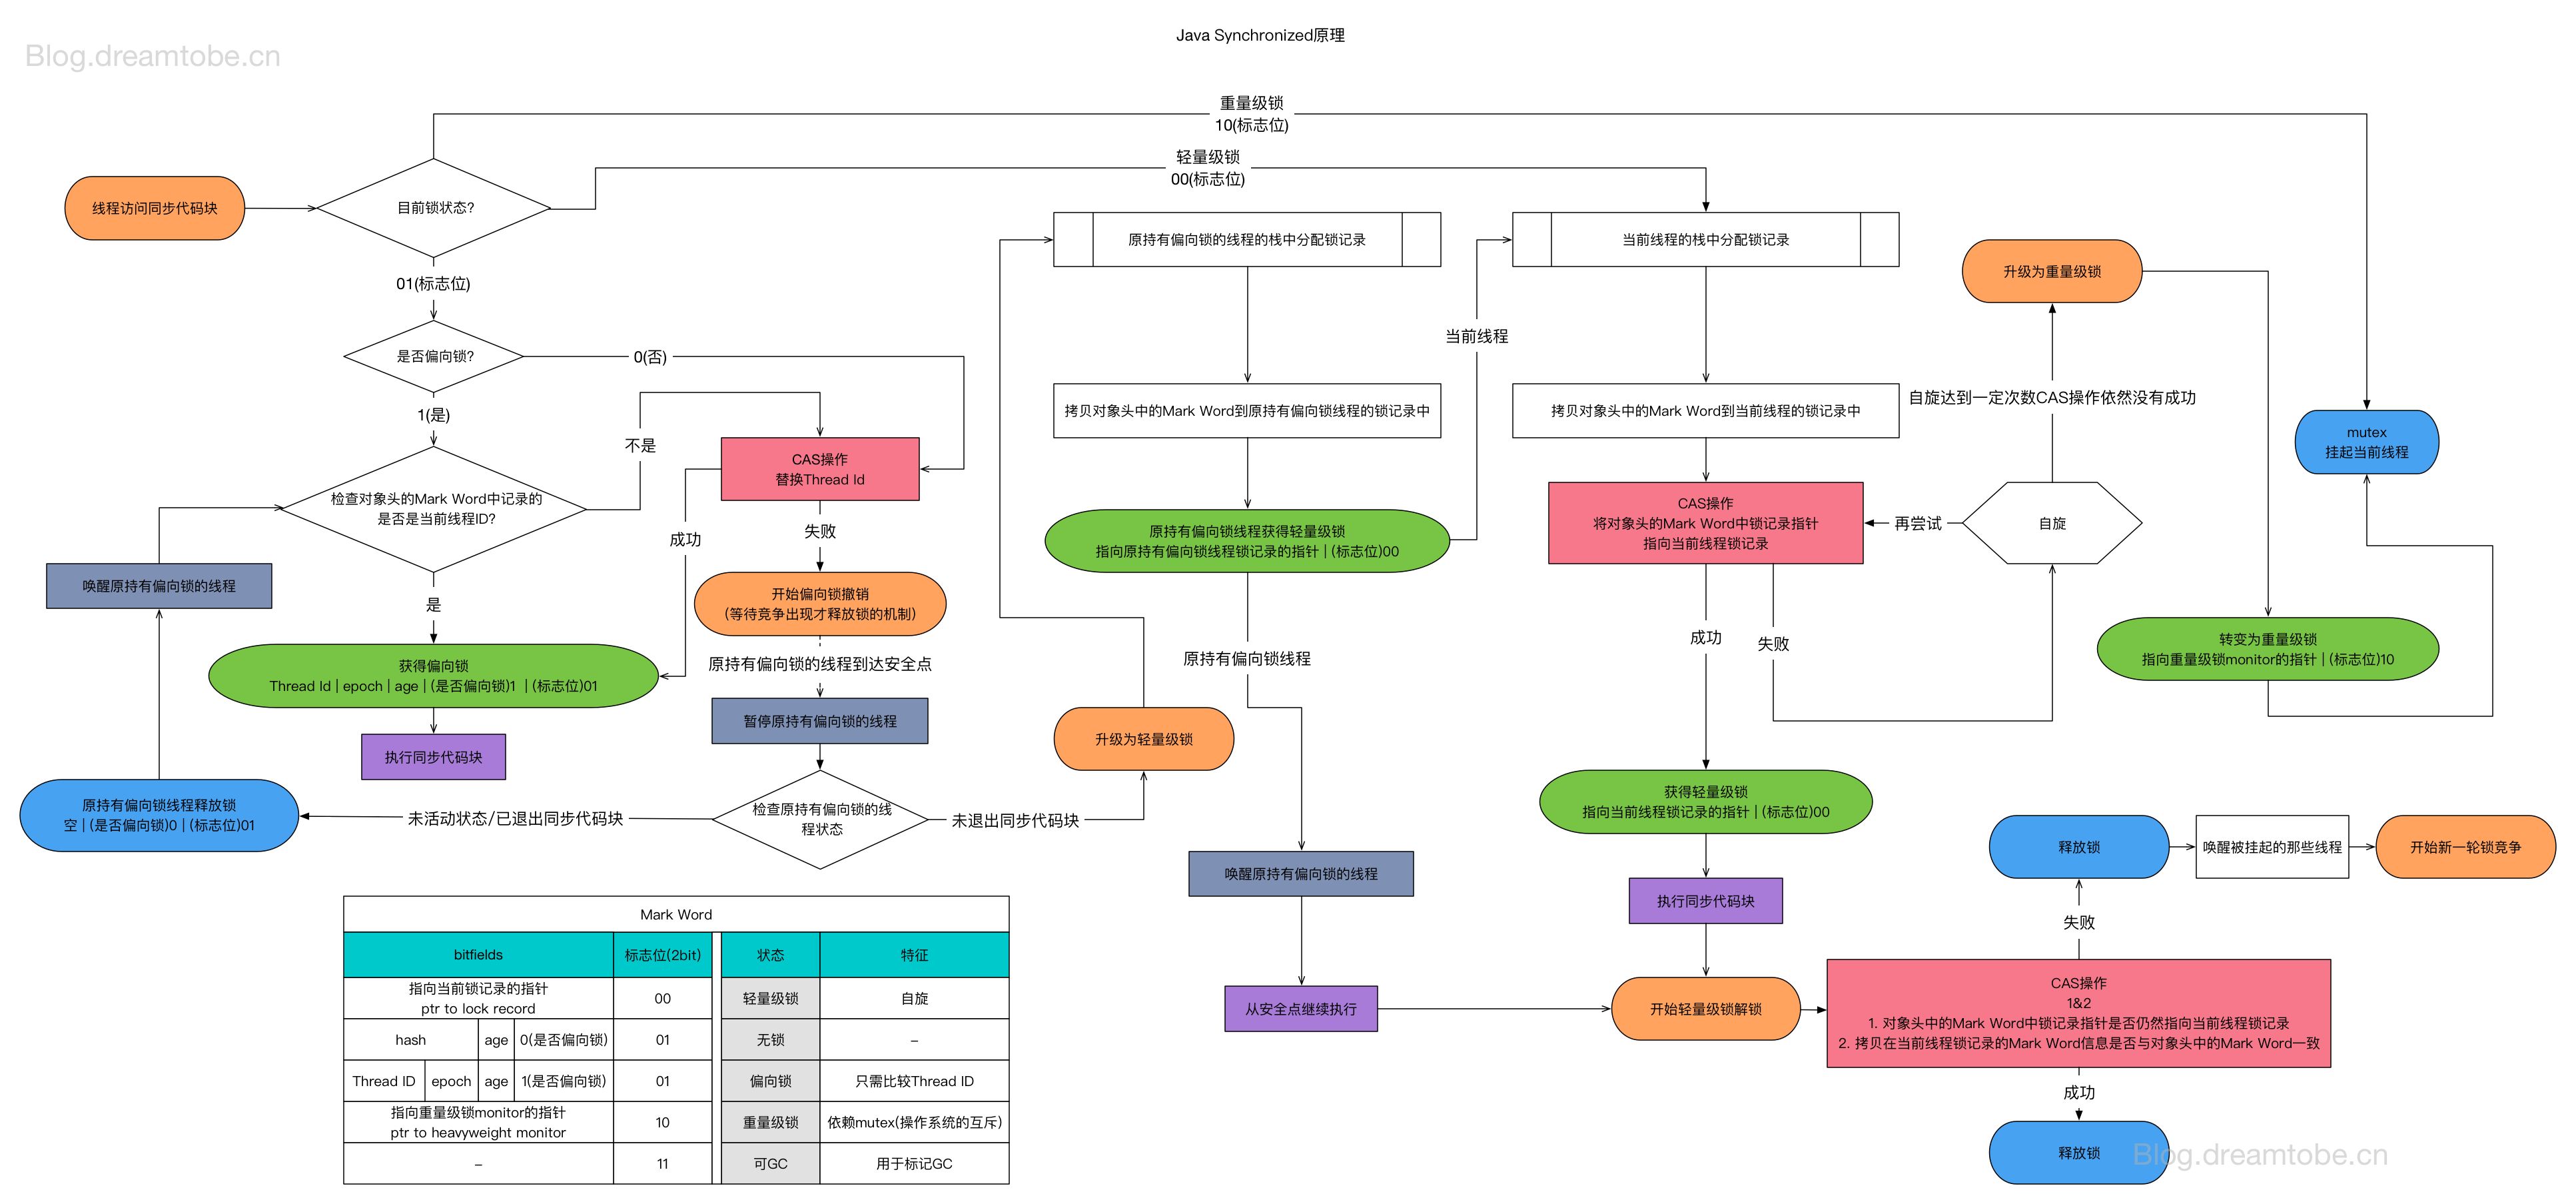 Java Synchronized原理
Blog.dreamtobe.cn
重量级锁
10(标志位)
轻量级锁
00(标志位)
线程访问同步代码块
目前锁状态?
01(标志位)
是否偏向锁?
0(否)
1(是)
不是
检查对象头的Mark Word中记录的
是否是当前线程ID?
CAS操作
替换Thread Id
成功
失败
是
唤醒原持有偏向锁的线程
开始偏向锁撤销
(等待竞争出现才释放锁的机制)
获得偏向锁
Thread Id | epoch | age | (是否偏向锁)1 | (标志位)01
原持有偏向锁的线程到达安全点
暂停原持有偏向锁的线程
执行同步代码块
原持有偏向锁线程释放锁
空 | (是否偏向锁)0 | (标志位)01
未活动状态/已退出同步代码块
检查原持有偏向锁的线
程状态
未退出同步代码块
升级为轻量级锁
原持有偏向锁的线程的栈中分配锁记录
拷贝对象头中的Mark Word到原持有偏向锁线程的锁记录中
原持有偏向锁线程获得轻量级锁
指向原持有偏向锁线程锁记录的指针 | (标志位)00
当前线程
原持有偏向锁线程
唤醒原持有偏向锁的线程
从安全点继续执行
当前线程的栈中分配锁记录
拷贝对象头中的Mark Word到当前线程的锁记录中
CAS操作
将对象头的Mark Word中锁记录指针
指向当前线程锁记录
再尝试
自旋
自旋达到一定次数CAS操作依然没有成功
升级为重量级锁
mutex
挂起当前线程
转变为重量级锁
指向重量级锁monitor的指针 | (标志位)10
成功
失败
获得轻量级锁
指向当前线程锁记录的指针 | (标志位)00
执行同步代码块
开始轻量级锁解锁
CAS操作
1&2
1. 对象头中的Mark Word中锁记录指针是否仍然指向当前线程锁记录
2. 拷贝在当前线程锁记录的Mark Word信息是否与对象头中的Mark Word一致
失败
释放锁
唤醒被挂起的那些线程
开始新一轮锁竞争
成功
释放锁
Blog.dreamtobe.cn
Mark Word
bitfields 标志位(2bit) 状态 特征
指向当前锁记录的指针
ptr to lock record
00 轻量级锁 自旋
hash age 0(是否偏向锁) 01 无锁 –
Thread ID epoch age 1(是否偏向锁) 01 偏向锁 只需比较Thread ID
指向重量级锁monitor的指针
ptr to heavyweight monitor
10 重量级锁 依赖mutex(操作系统的互斥)
– 11 可GC 用于标记GC